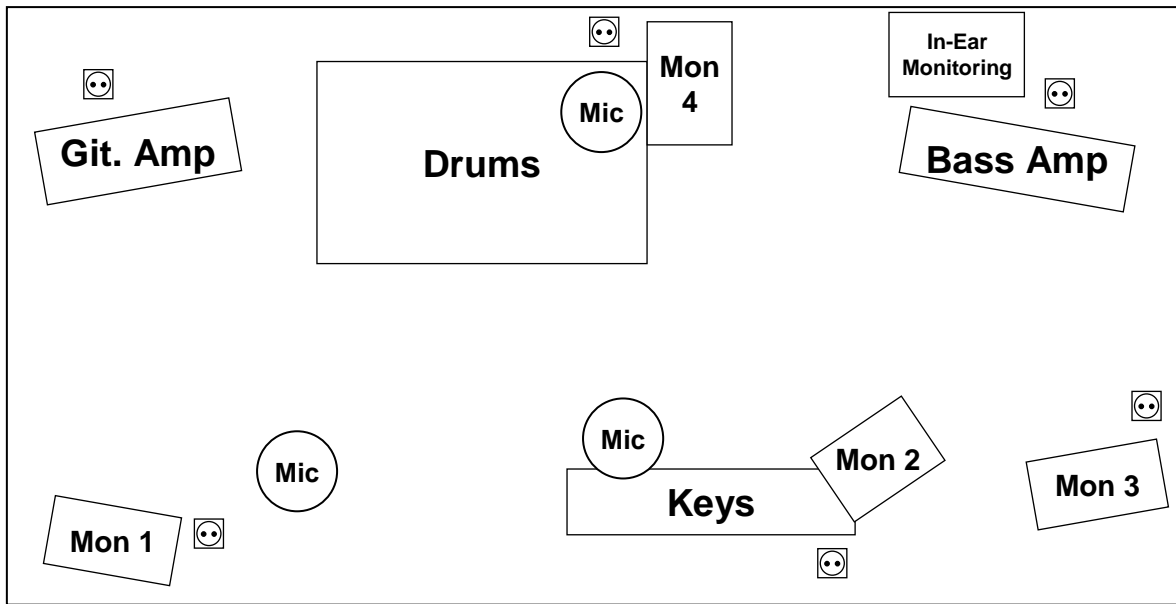 In-Ear
Monitoring
Mon
4
Mic
Git. Amp
Drums
Bass Amp
Mic
Mic
Mon 2
Keys
Mon 3
Mon 1